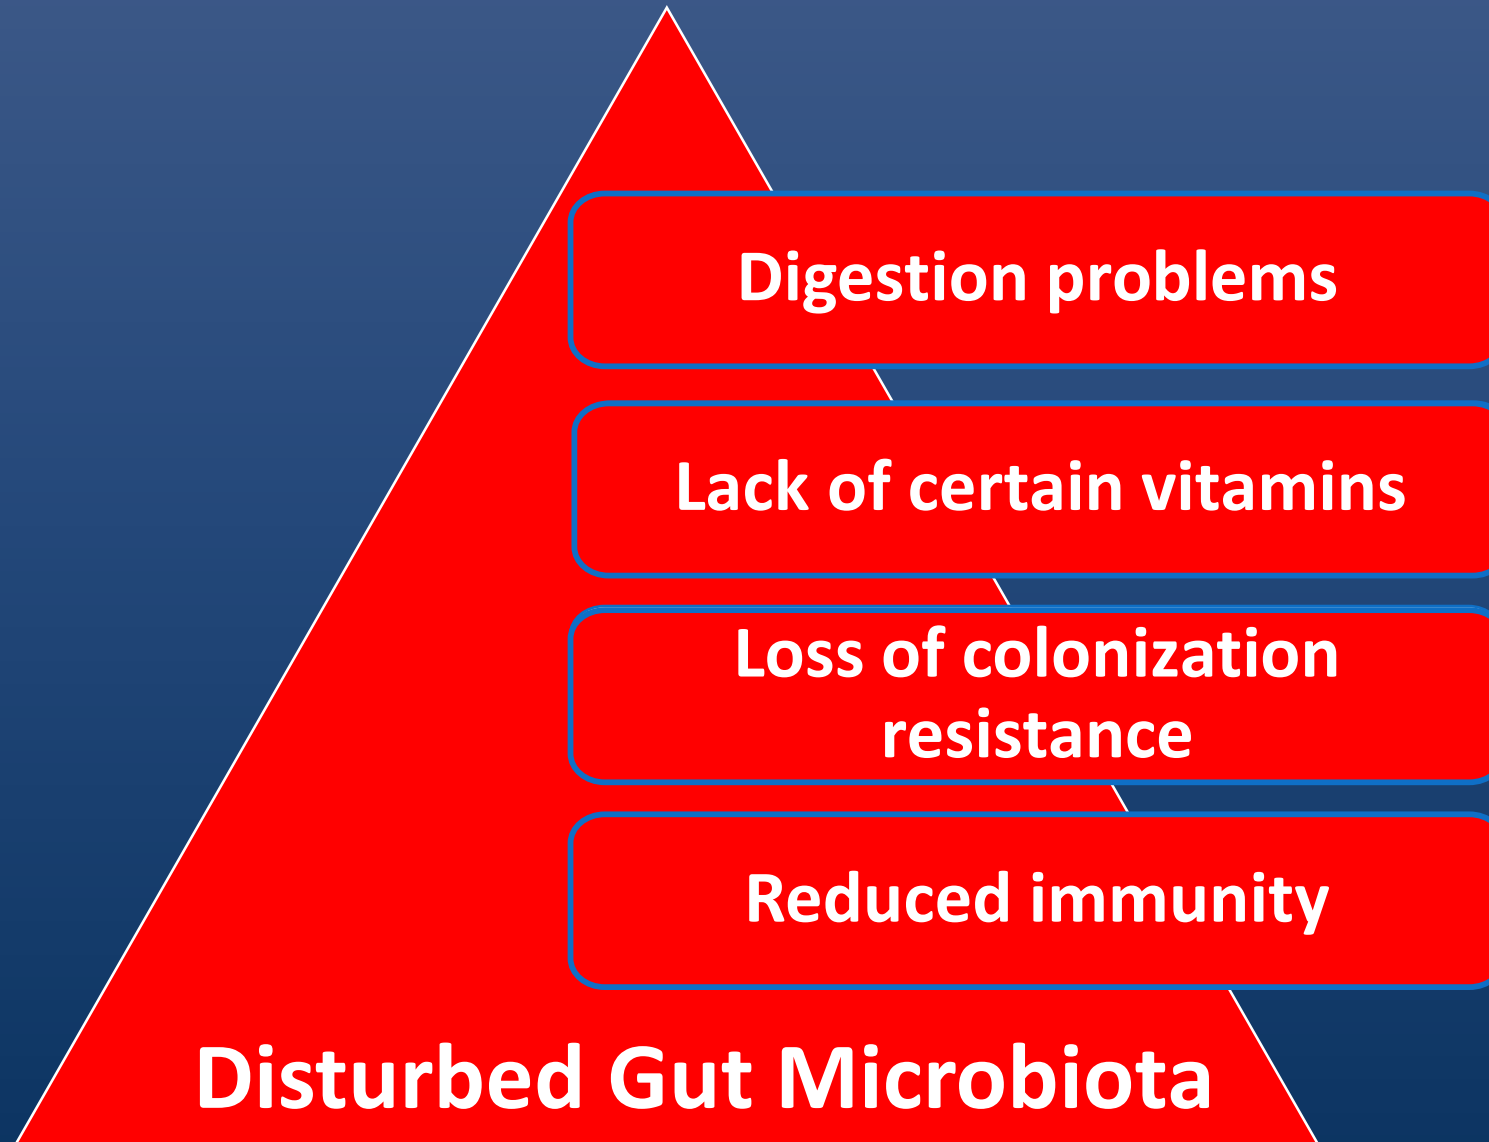 Digestion problems
Lack of certain vitamins
Loss of colonization
resistance
Reduced immunity
Disturbed Gut Microbiota